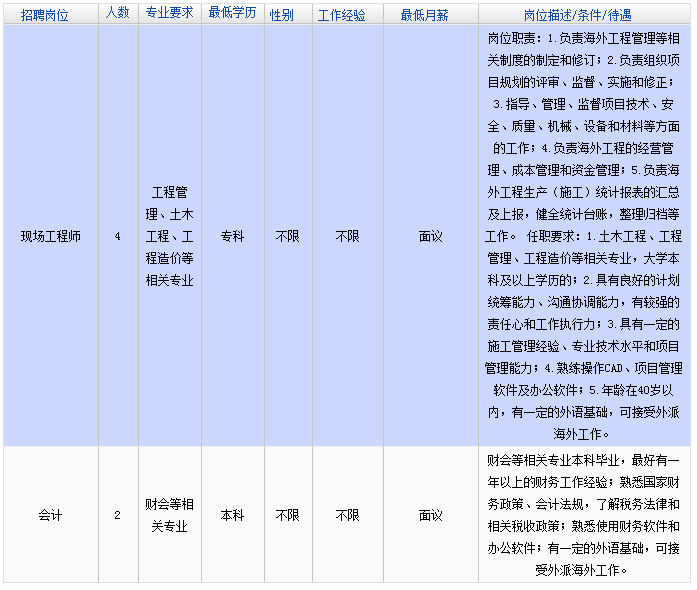 招聘岗位 人数 专业要求 最低学历 性别 工作经验 最低月薪 岗位描述/条件/待遇
现场工程师
4
工程管
理、土木
工程、工
程造价等
相关专业
专科
不限
不限
面议
岗位职责：1.负责海外工程管理等相
关制度的制定和修订；2.负责组织项
目规划的评审、监督、实施和修正；
3.指导、管理、监督项目技术、安
全、质量、机械、设备和材料等方面
的工作；4.负责海外工程的经营管
理、成本管理和资金管理；5.负责海
外工程生产（施工）统计报表的汇总
及上报，健全统计台账，整理归档等
工作。 任职要求：1.土木工程、工程
管理、工程造价等相关专业，大学本
科及以上学历的；2.具有良好的计划
统筹能力、沟通协调能力，有较强的
责任心和工作执行力；3.具有一定的
施工管理经验、专业技术水平和项目
管理能力；4.熟练操作CAD、项目管理
软件及办公软件；5.年龄在40岁以
内，有一定的外语基础，可接受外派
海外工作。
会计
2
财会等相
关专业
本科
不限
不限
面议
财会等相关专业本科毕业，最好有一
年以上的财务工作经验；熟悉国家财
务政策、会计法规，了解税务法律和
相关税收政策；熟悉使用财务软件和
办公软件；有一定的外语基础，可接
受外派海外工作。